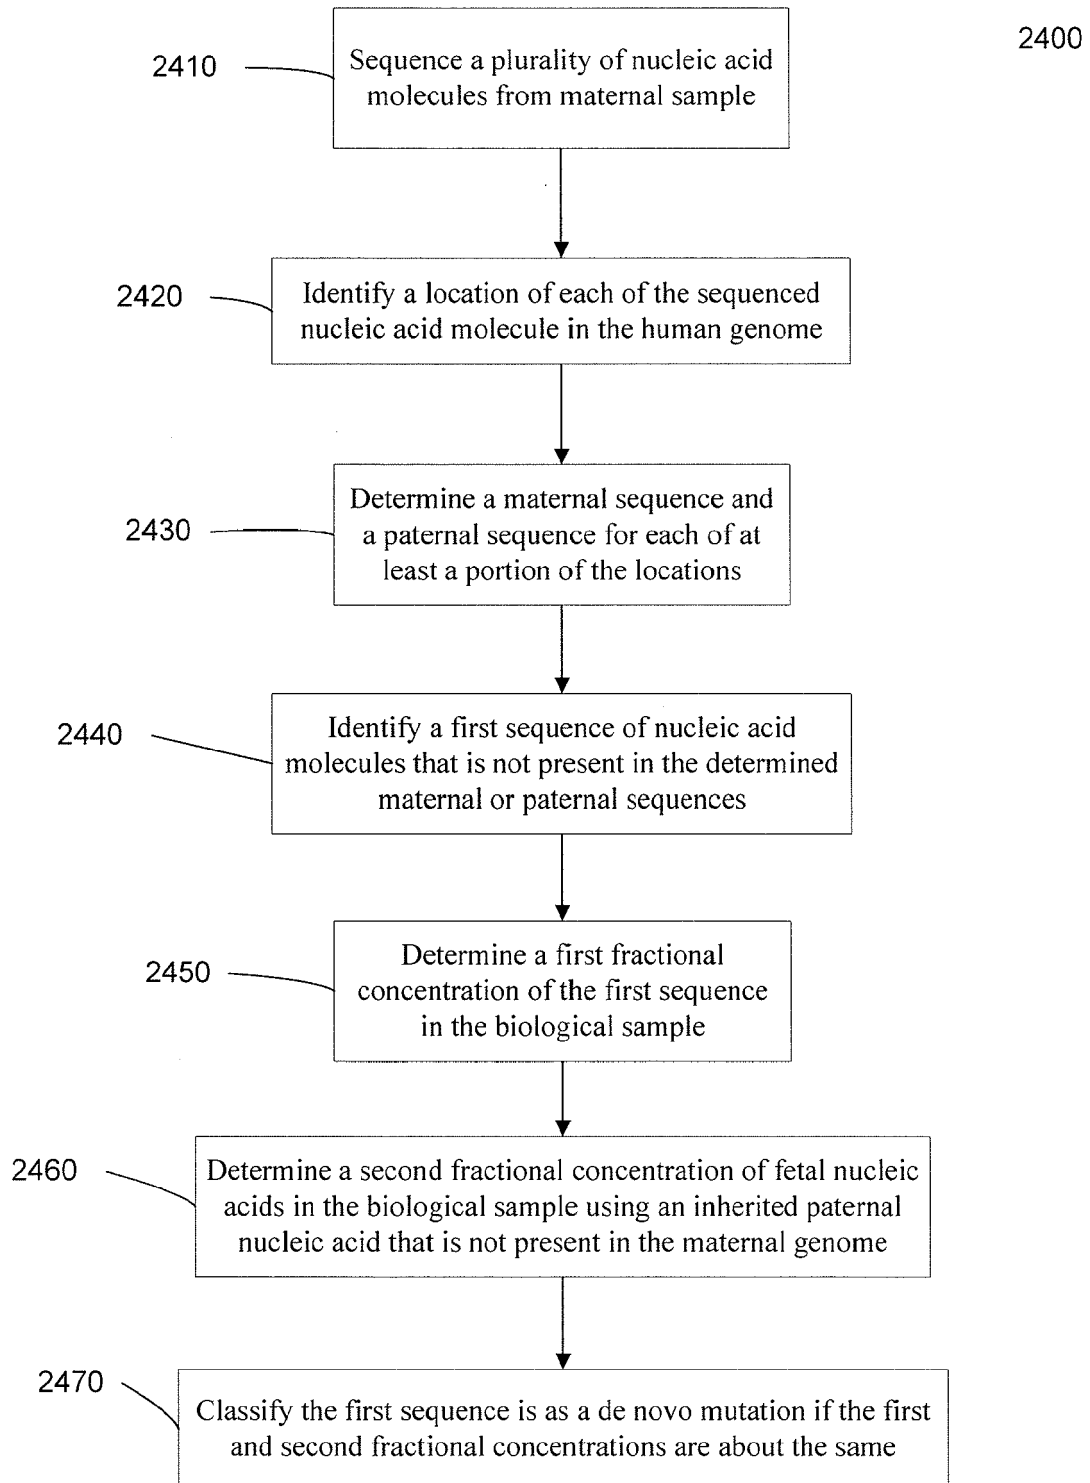 2400
2410
Sequence a plurality of nucleic acid
molecules from maternal sample
2420
Identify a location of each of the sequenced
nucleic acid molecule in the human genome
2430
Determine a maternal sequence and
a paternal sequence for each of at
least a portion of the locations
2440
Identify a first sequence of nucleic acid
molecules that is not present in the determined
maternal or paternal sequences
2450
Determine a first fractional
concentration of the first sequence
in the biological sample
2460
Determine a second fractional concentration of fetal nucleic
acids in the biological sample using an inherited paternal
nucleic acid that is not present in the maternal genome
2470
Classify the first sequence is as a de novo mutation if the first
and second fractional concentrations are about the same